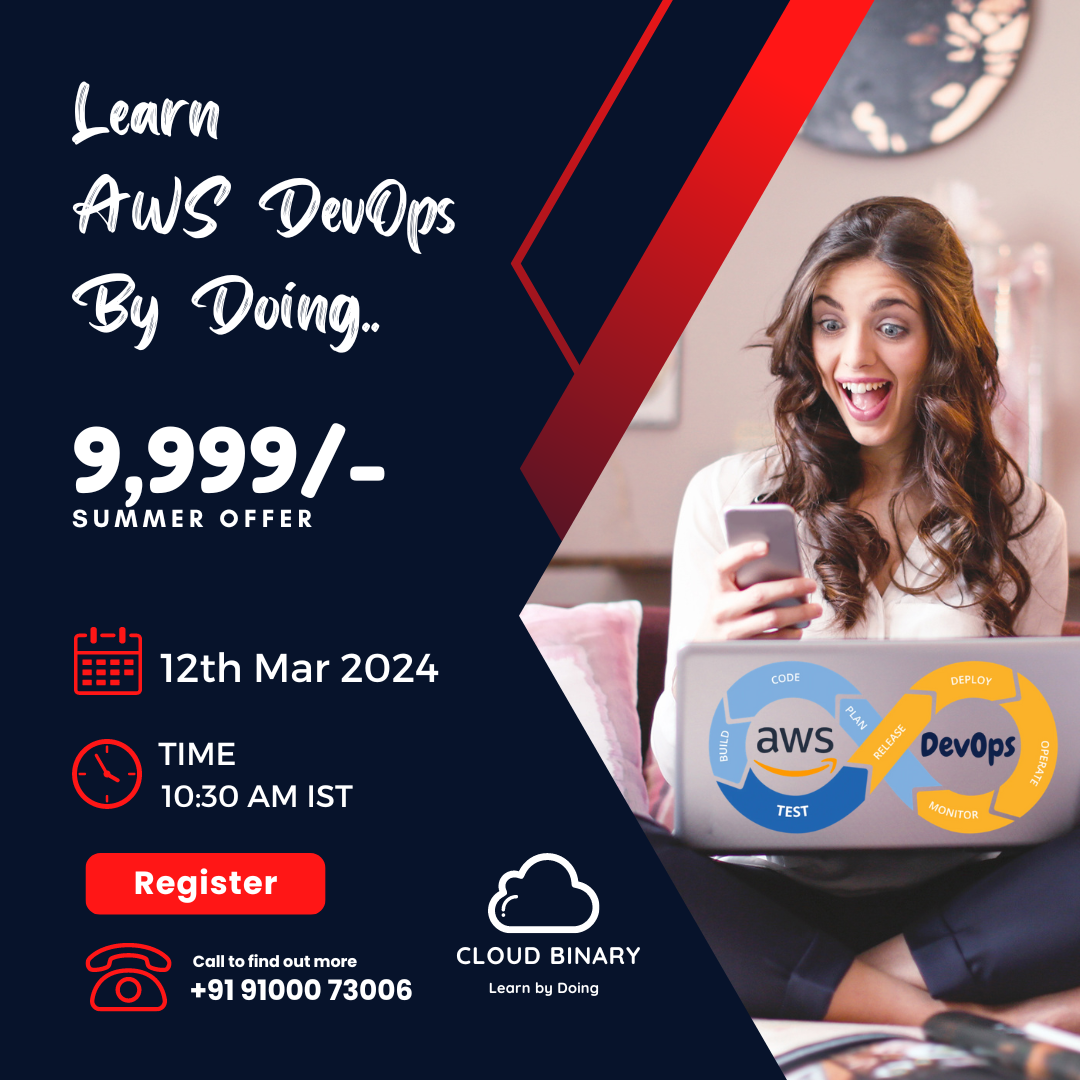 Learn
AWS DevOps
By Doing..
9,999/-
SUMMER OFFER
12th Mar 2024
TIME
10:30 AM IST
Register
Call to find out more
+91 91000 73006
CLOUD BINARY
Learn by Doing
CODE
BUILD
PLAN
TEST
aws
RELEASE
DEPLOY
OPERATE
MONITOR
DevOps